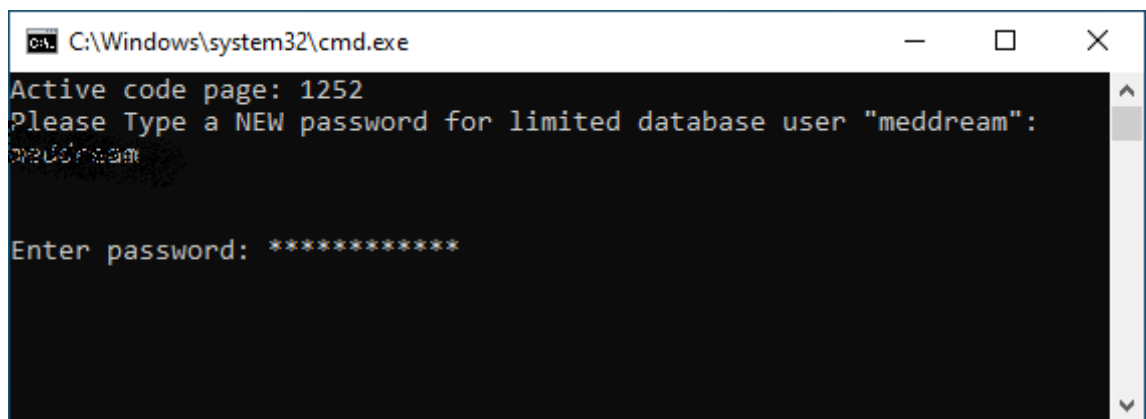 C:\Windows\system32\cmd.exe
Active code page: 1252
Please Type a NEW password for limited database user "meddream":
Enter password: ************